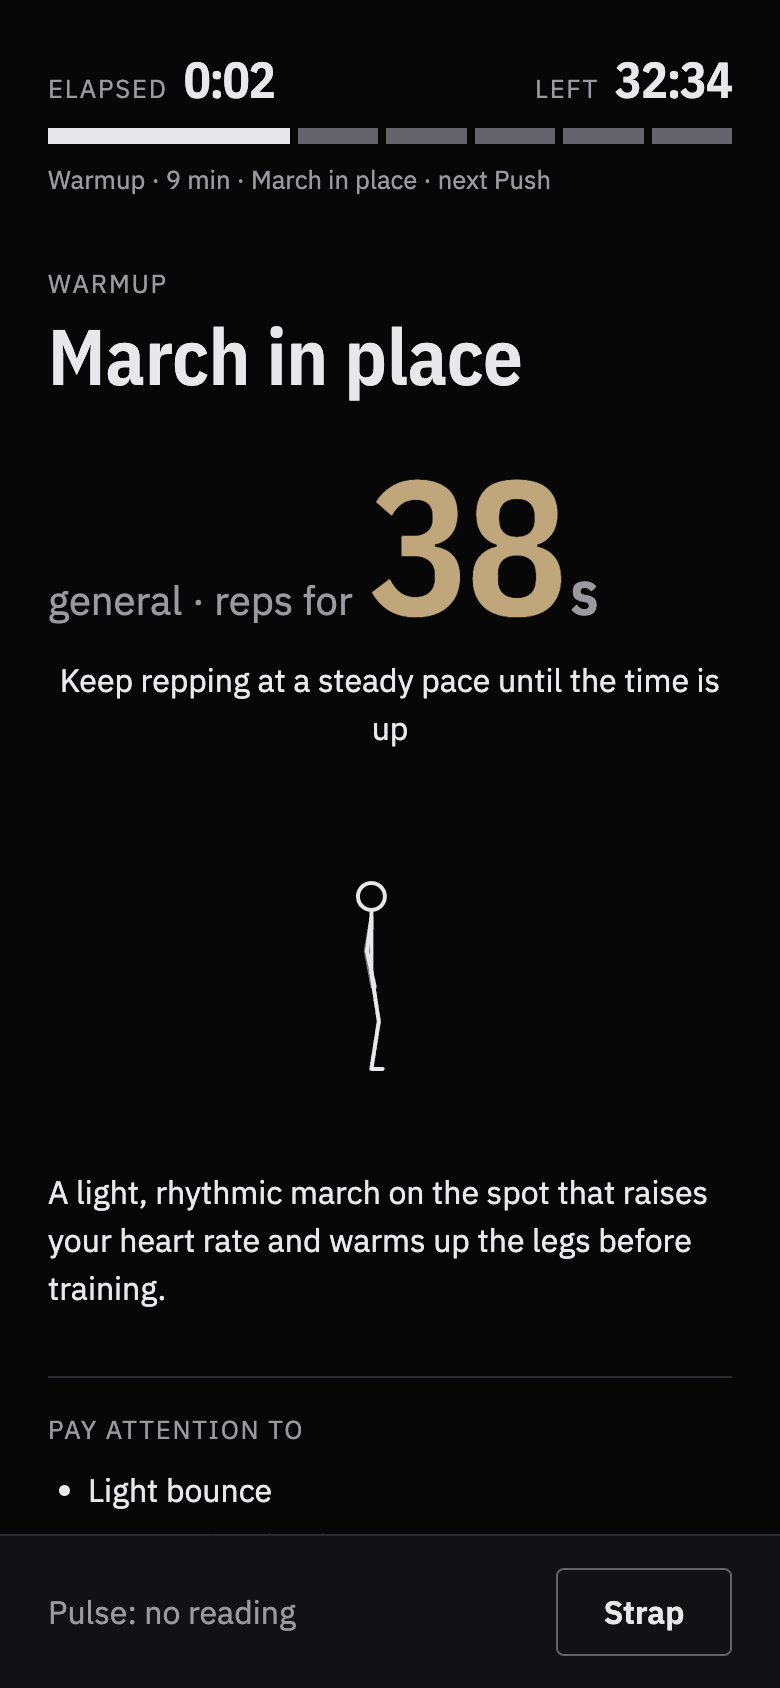 ELAPSED 0:02 LEFT 32:34
Warmup · 9 min · March in place · next Push
WARMUP
March in place
general · reps for 38s
Keep repping at a steady pace until the time is
up
A light, rhythmic march on the spot that raises
your heart rate and warms up the legs before
training.
PAY ATTENTION TO
• Light bounce
Pulse: no reading Strap